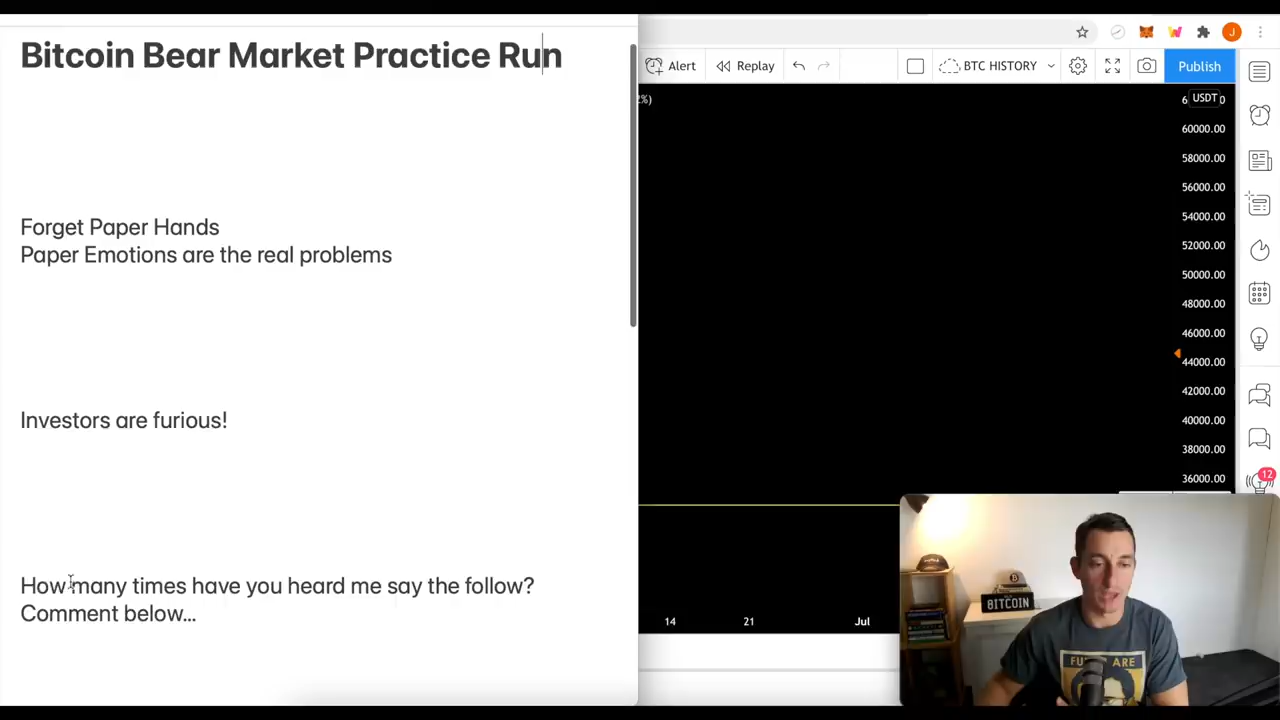 Bitcoin Bear Market Practice Run
Forget Paper Hands
Paper Emotions are the real problems
Investors are furious!
How many times have you heard me say the follow?
Comment below...
J
Alert
Replay
BTC HISTORY
Publish
USDT
60000.00
58000.00
56000.00
54000.00
52000.00
50000.00
48000.00
46000.00
44000.00
42000.00
40000.00
38000.00
36000.00
12
14
21
Jul
BITCOIN